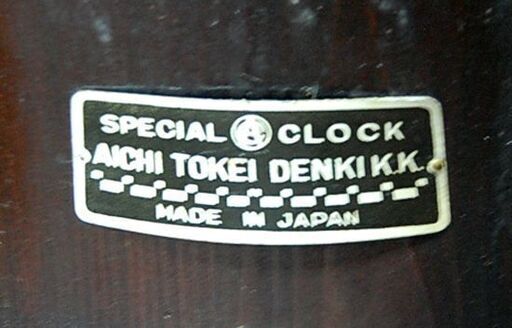 SPECIAL A CLOCK
AICHI TOKEI DENKI K.K.
MADE IN JAPAN